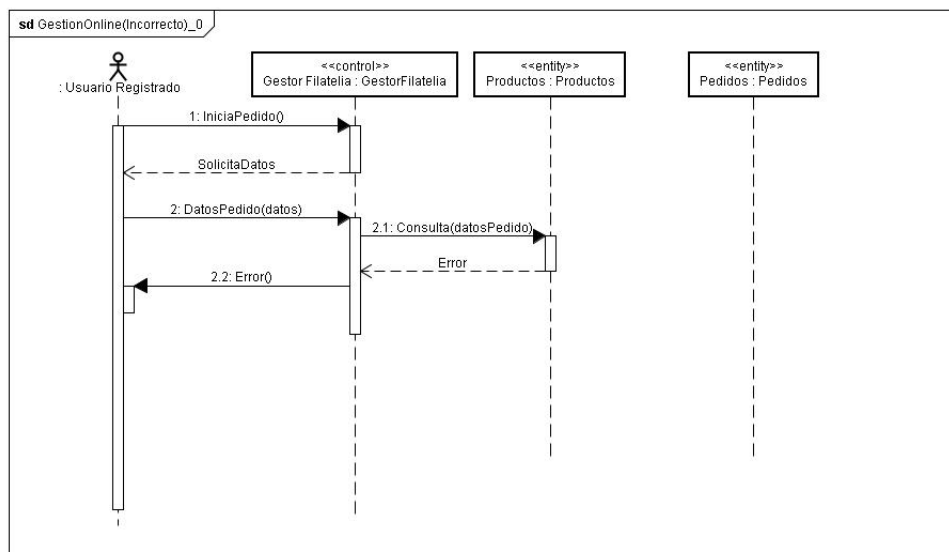 sd GestionOnline(Incorrecto)_0
: Usuario Registrado
<<control>>
Gestor Filatelia : GestorFilatelia
<<entity>>
Productos : Productos
<<entity>>
Pedidos : Pedidos
1: IniciaPedido()
SolicitaDatos
2: DatosPedido(datos)
2.1: Consulta(datosPedido)
Error
2.2: Error()